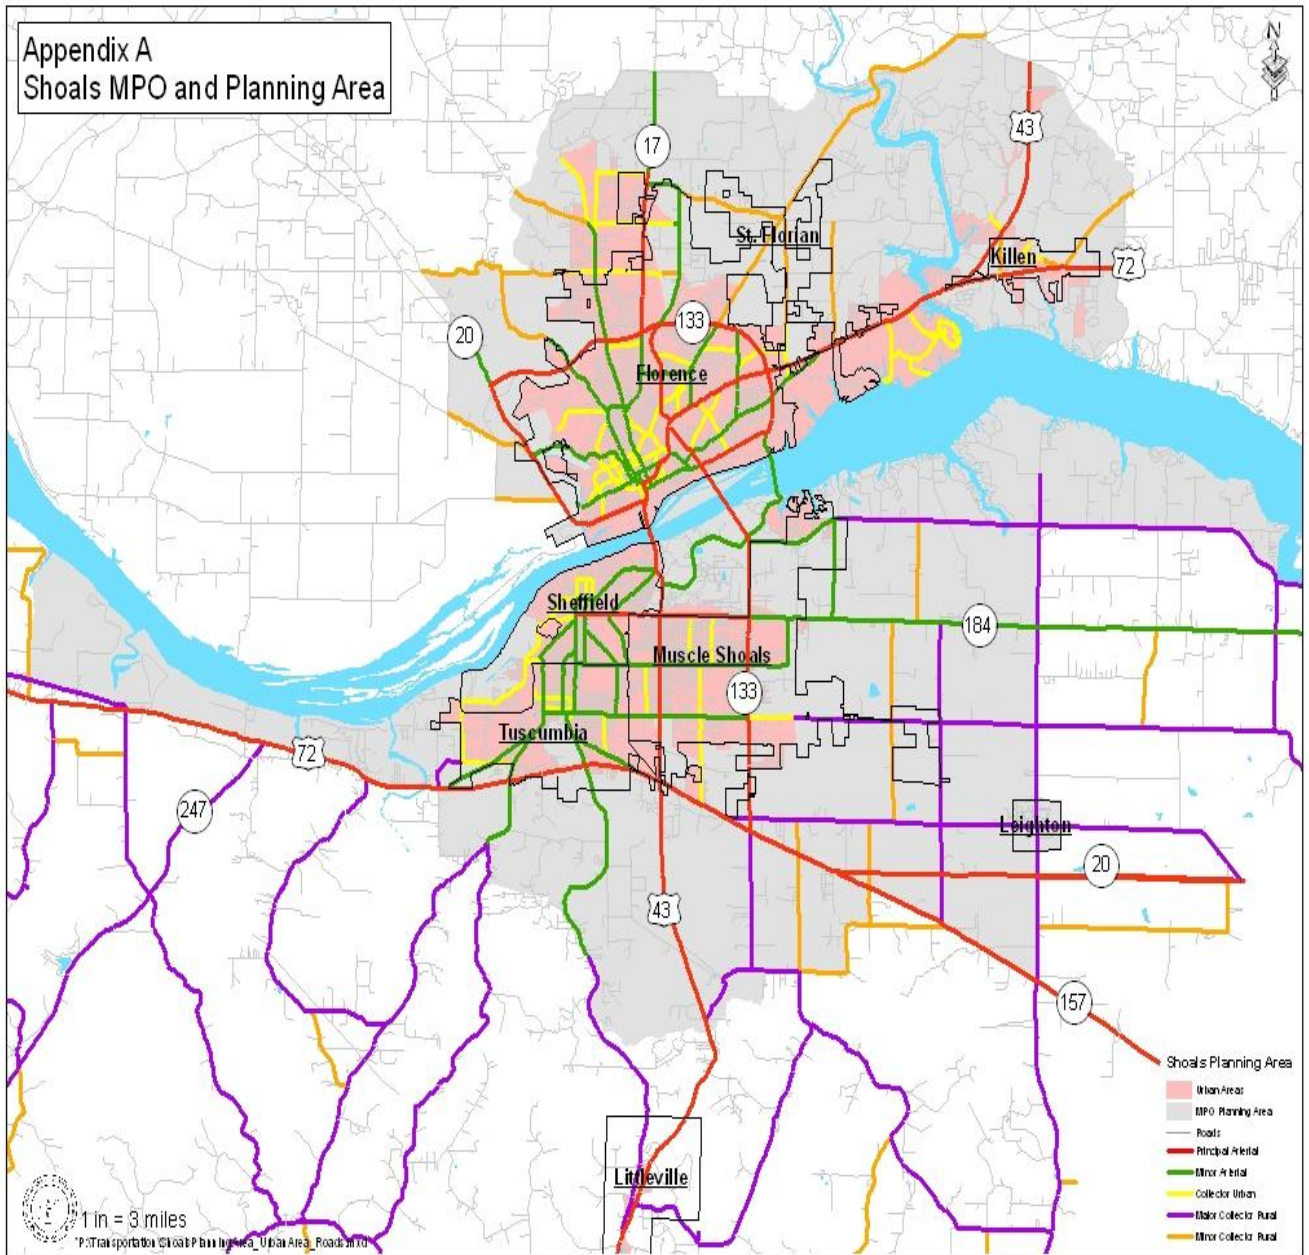 Appendix A
Shoals MPO and Planning Area
N
43
17
St. Florian
Killen
72
133
20
Florence
Sheffield
184
Muscle Shoals
133
Tuscumbia
72
247
Leighton
20
43
157
Littleville
Shoals Planning Area
Urban Areas
MPO Planning Area
Roads
Principal Arterial
Minor Arterial
Collector Urban
Major Collector Rural
Minor Collector Rural
1 in = 3 miles